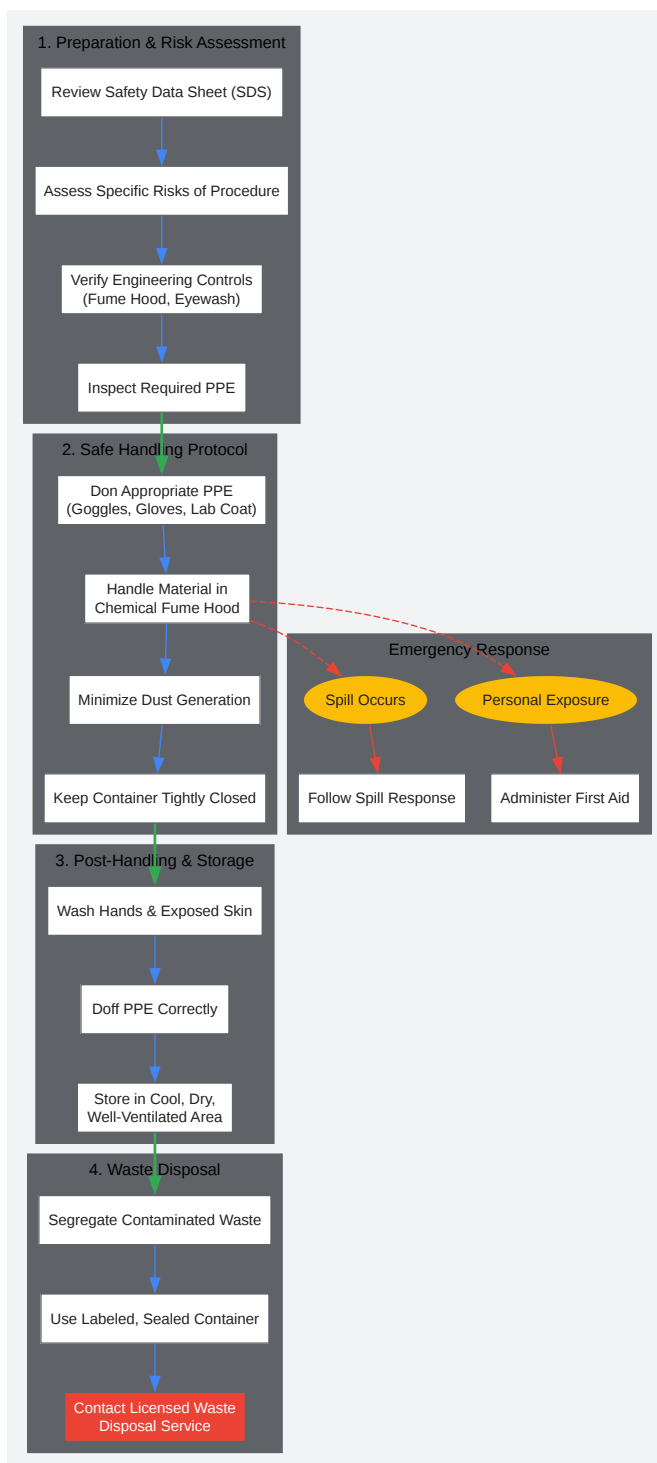 1. Preparation & Risk Assessment
Review Safety Data Sheet (SDS)
Assess Specific Risks of Procedure
Verify Engineering Controls
(Fume Hood, Eyewash)
Inspect Required PPE
2. Safe Handling Protocol
Don Appropriate PPE
(Goggles, Gloves, Lab Coat)
Handle Material in
Chemical Fume Hood
Minimize Dust Generation
Keep Container Tightly Closed
Emergency Response
Spill Occurs
Personal Exposure
Follow Spill Response
Administer First Aid
3. Post-Handling & Storage
Wash Hands & Exposed Skin
Doff PPE Correctly
Store in Cool, Dry,
Well-Ventilated Area
4. Waste Disposal
Segregate Contaminated Waste
Use Labeled, Sealed Container
Contact Licensed Waste
Disposal Service